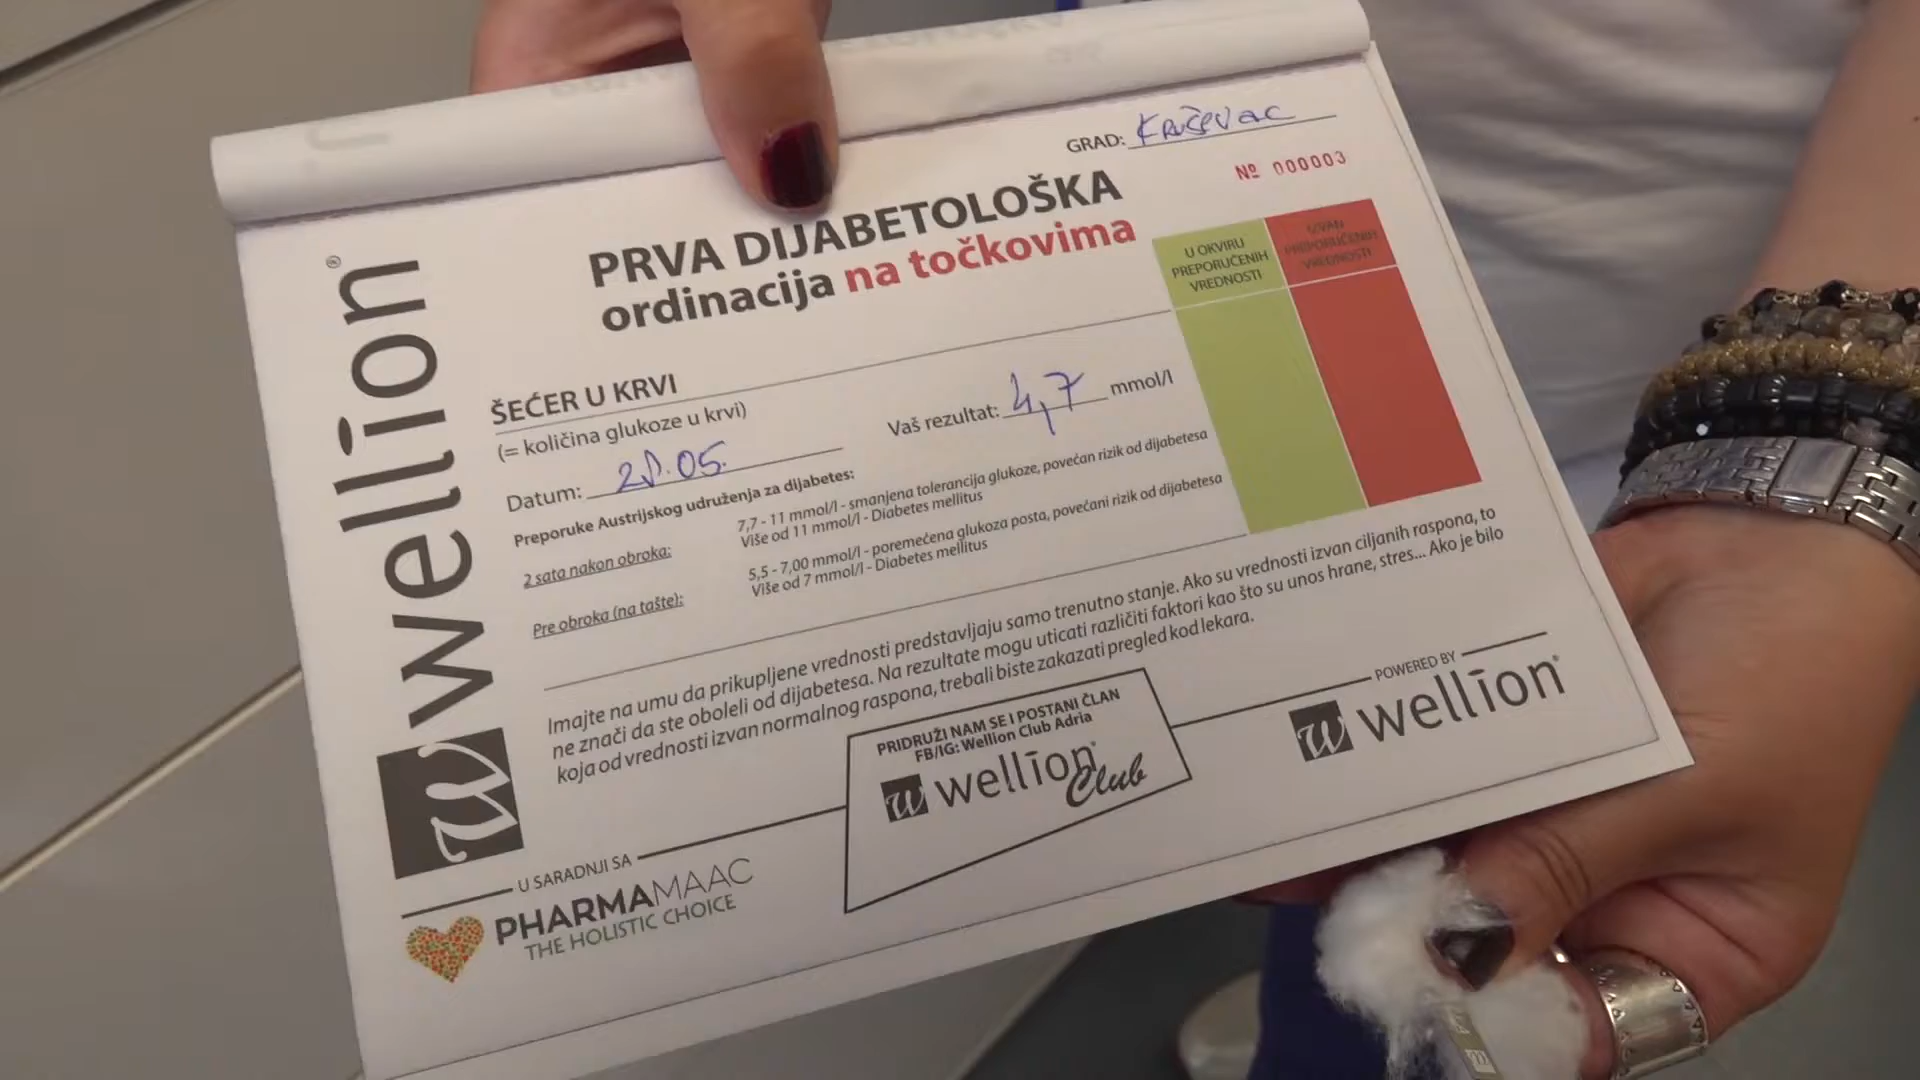 GRAD: Kruševac
№ 000003
PRVA DIJABETOLOŠKA
ordinacija na točkovima
U OKVIRU
PREPORUČENIH
VREDNOSTI
IZVAN
PREPORUČENIH
VREDNOSTI
wellion®
ŠEĆER U KRVI
(= količina glukoze u krvi)
Vaš rezultat: 4,7 mmol/l
Datum: 28.05.
Preporuke Austrijskog udruženja za dijabetes:
2 sata nakon obroka:
7,7 - 11 mmol/l - smanjena tolerancija glukoze, povećan rizik od dijabetesa
Više od 11 mmol/l - Diabetes mellitus
Pre obroka (na tašte):
5,5 - 7,00 mmol/l - poremećena glukoza posta, povećani rizik od dijabetesa
Više od 7 mmol/l - Diabetes mellitus
Imajte na umu da prikupljene vrednosti predstavljaju samo trenutno stanje. Ako su vrednosti izvan ciljanih raspona, to
ne znači da ste oboleli od dijabetesa. Na rezultate mogu uticati različiti faktori kao što su unos hrane, stres... Ako je bilo
koja od vrednosti izvan normalnog raspona, trebali biste zakazati pregled kod lekara.
PRIDRUŽI NAM SE I POSTANI ČLAN
FB/IG: Wellion Club Adria
w wellion® Club
POWERED BY
w wellion®
U SARADNJI SA
PHARMAMAAC
THE HOLISTIC CHOICE